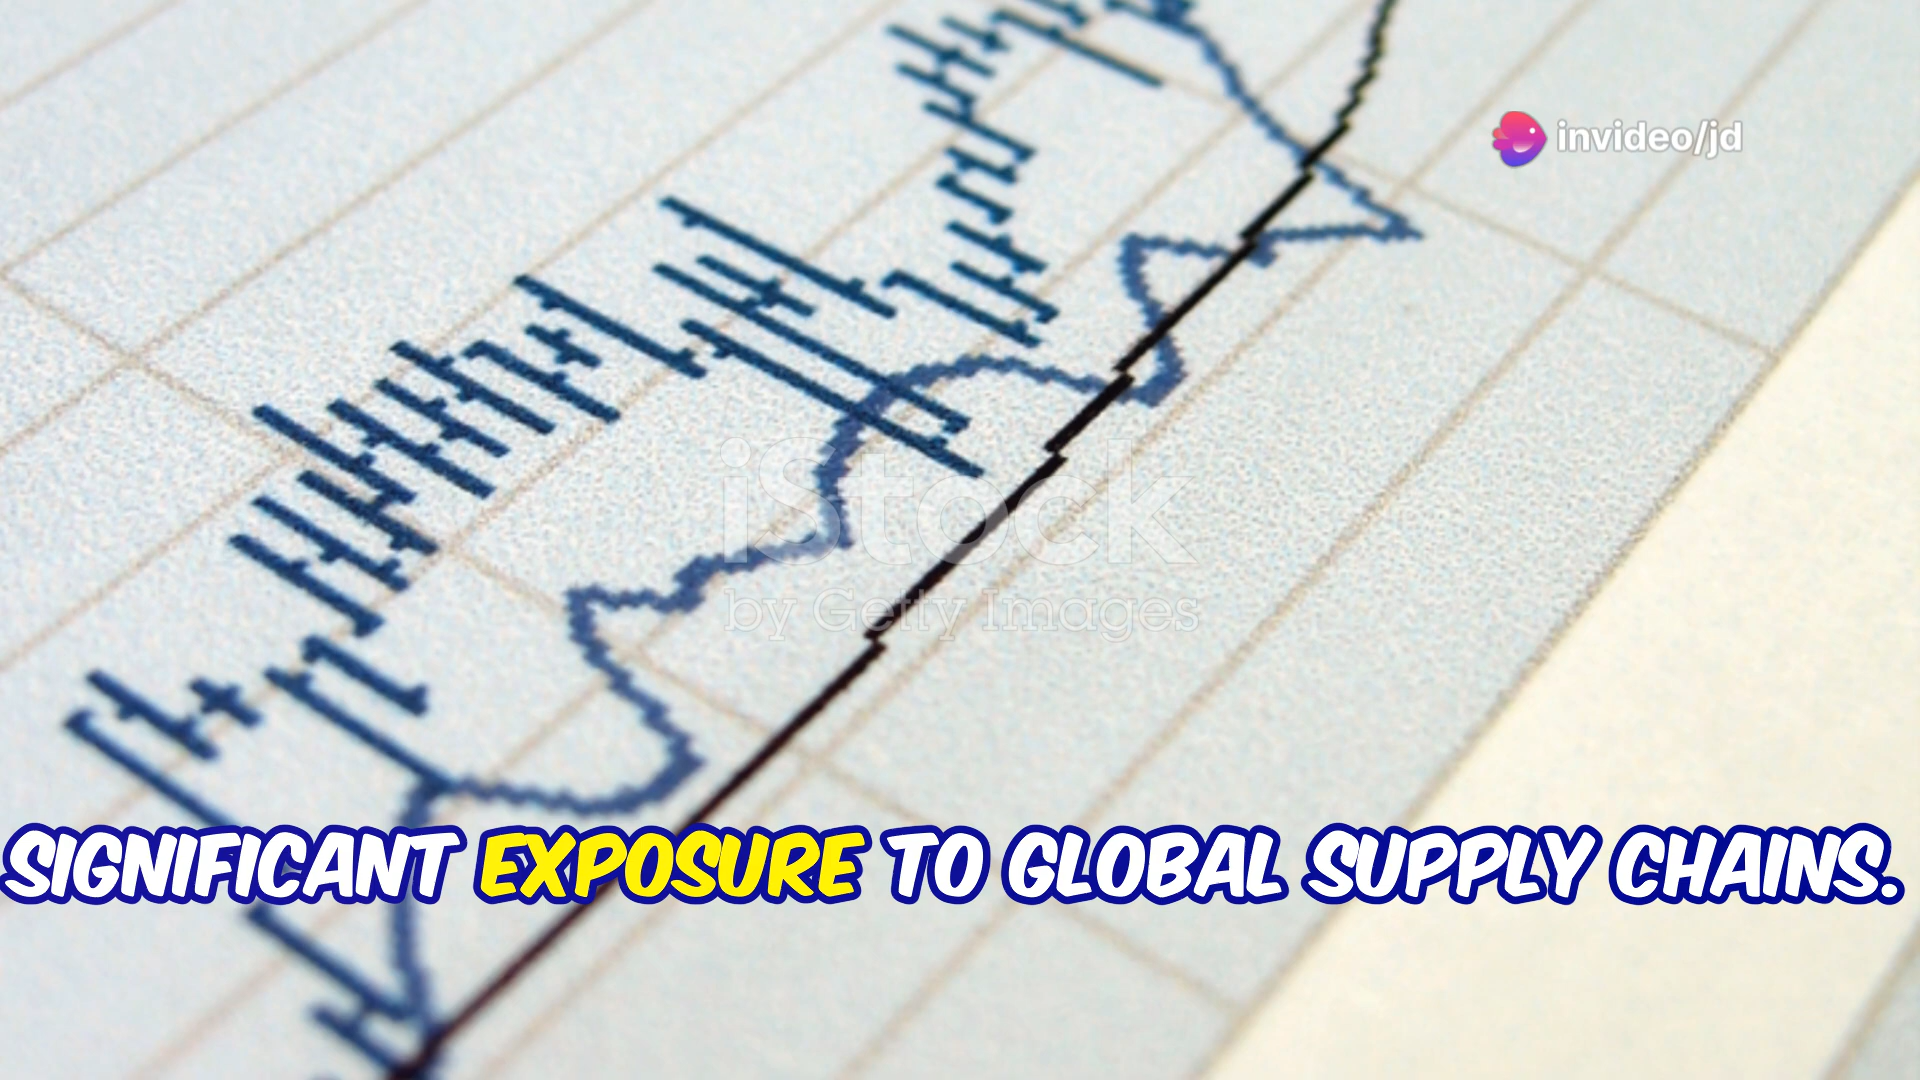 invideo/jd
iStock
by Getty Images
SIGNIFICANT EXPOSURE TO GLOBAL SUPPLY CHAINS.